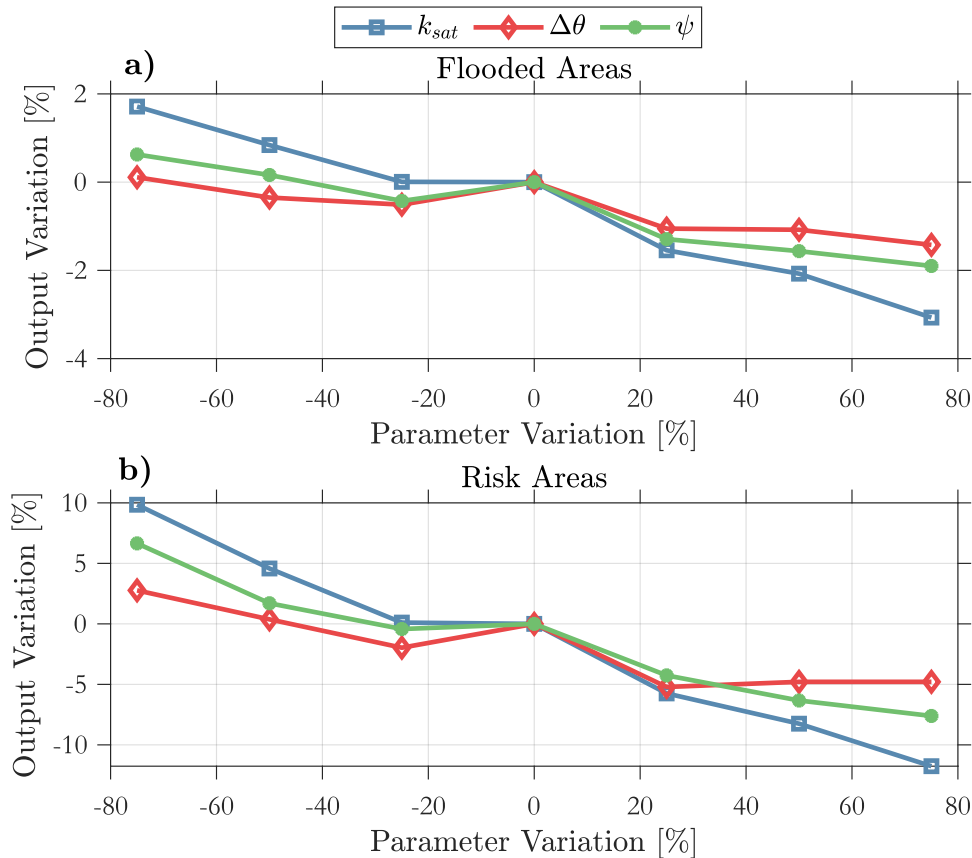 k_sat Δθ ψ
a) Flooded Areas
Output Variation [%]
2
0
-2
-4
-80 -60 -40 -20 0 20 40 60 80
Parameter Variation [%]
b) Risk Areas
Output Variation [%]
10
5
0
-5
-10
-80 -60 -40 -20 0 20 40 60 80
Parameter Variation [%]